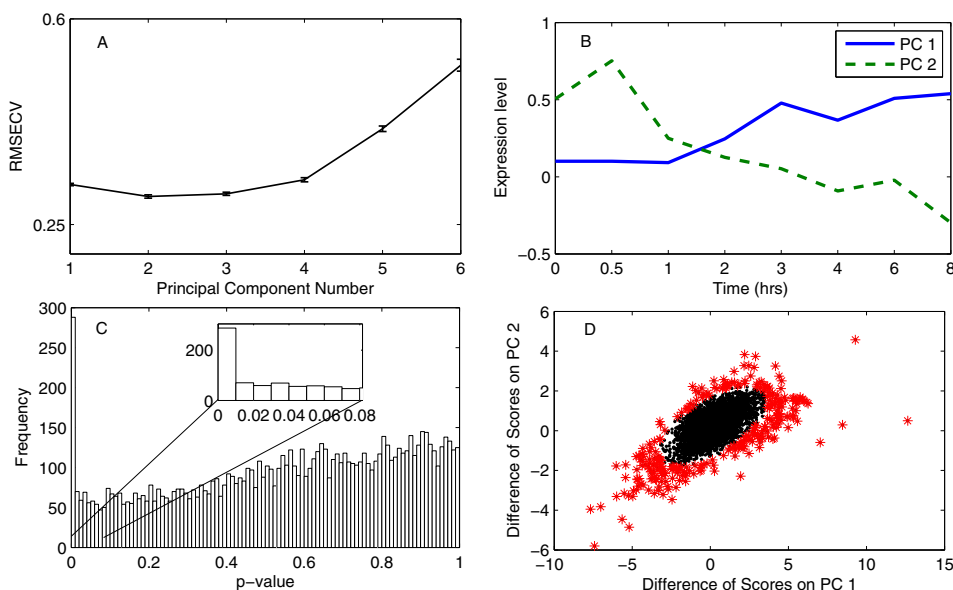 A
0.6
0.25
RMSECV
1 2 3 4 5 6
Principal Component Number
B
PC 1
PC 2
1
0.5
0
−0.5
Expression level
0 0.5 1 2 3 4 6 8
Time (hrs)
C
300
250
200
150
100
50
0
Frequency
200
0
0 0.02 0.04 0.06 0.08
0 0.2 0.4 0.6 0.8 1
p−value
D
6
4
2
0
−2
−4
−6
Difference of Scores on PC 2
−10 −5 0 5 10 15
Difference of Scores on PC 1